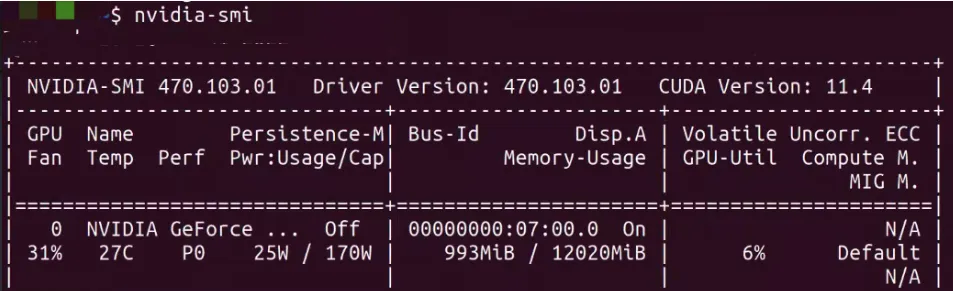 $ nvidia-smi
+-----------------------------------------------------------------------------+
| NVIDIA-SMI 470.103.01   Driver Version: 470.103.01   CUDA Version: 11.4     |
|-------------------------------+----------------------+----------------------+
| GPU  Name        Persistence-M| Bus-Id        Disp.A | Volatile Uncorr. ECC |
| Fan  Temp  Perf  Pwr:Usage/Cap|         Memory-Usage | GPU-Util  Compute M. |
|                               |                      |               MIG M. |
|===============================+======================+======================|
|   0  NVIDIA GeForce ...  Off  | 00000000:07:00.0  On |                  N/A |
| 31%   27C    P0    25W / 170W |    993MiB / 12020MiB |      6%      Default |
|                               |                      |                  N/A |